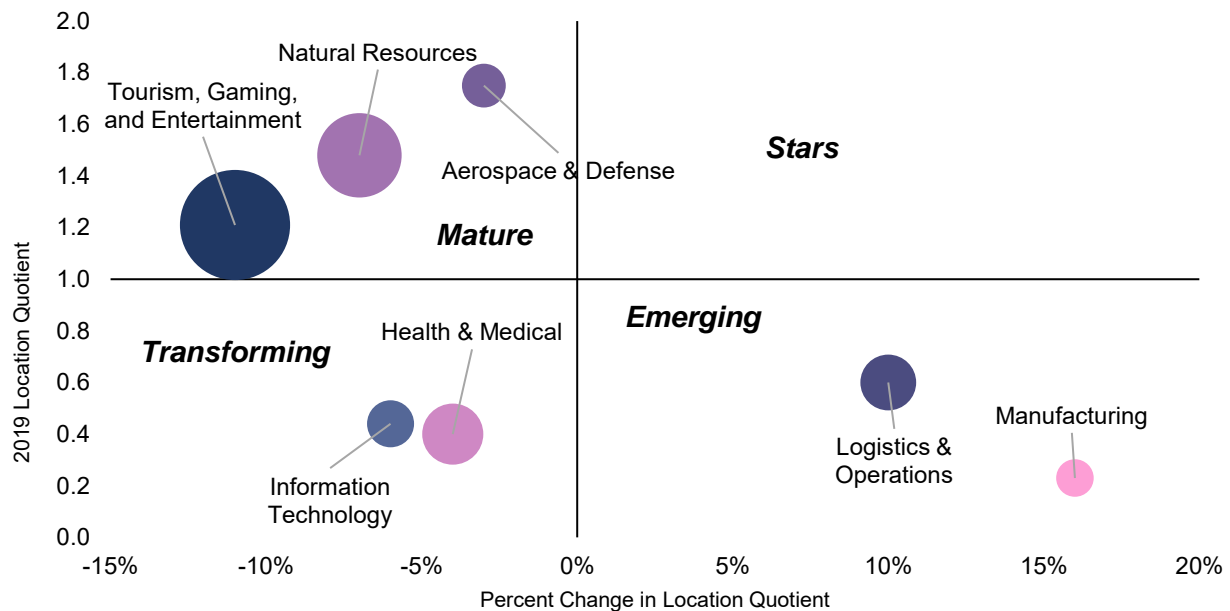 2.0
1.8
1.6
1.4
1.2
1.0
0.8
0.6
0.4
0.2
0.0
2019 Location Quotient
Natural Resources
Tourism, Gaming,
and Entertainment
Aerospace & Defense
Stars
Mature
Emerging
Transforming
Health & Medical
Information
Technology
Logistics &
Operations
Manufacturing
-15% -10% -5% 0% 5% 10% 15% 20%
Percent Change in Location Quotient